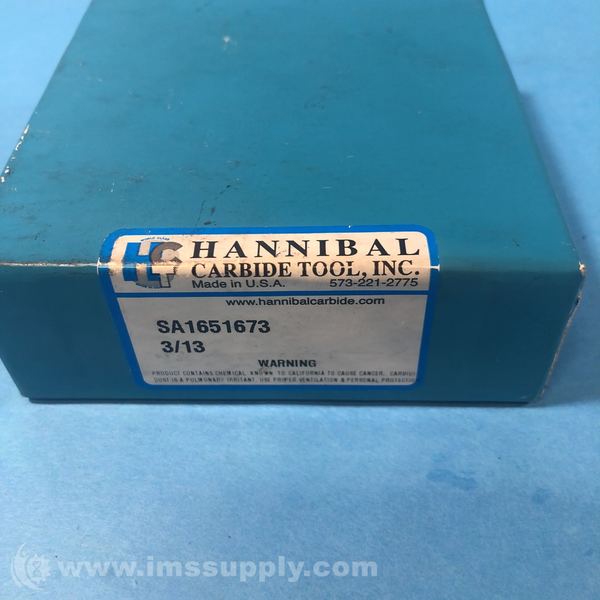 HANNIBAL
CARBIDE TOOL, INC.
Made in U.S.A. 573-221-2775
www.hannibalcarbide.com
SA1651673
3/13
WARNING
PRODUCT CONTAINS CHEMICAL KNOWN TO CALIFORNIA TO CAUSE CANCER. CARBIDE
DUST IS A PULMONARY IRRITANT. USE PROPER VENTILATION & PERSONAL PROTECTIO
www.imssupply.com